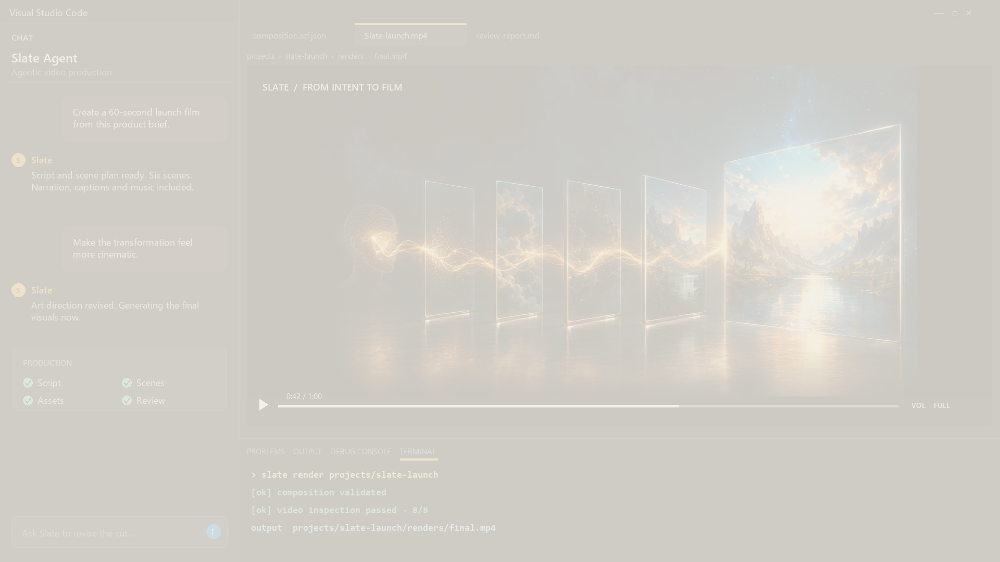 Visual Studio Code
CHAT
Slate Agent
Agentic video production
Create a 60-second launch film
from this product brief.
S Slate
Script and scene plan ready. Six scenes.
Narration, captions and music included.
Make the transformation feel
more cinematic.
S Slate
Art direction revised. Generating the final
visuals now.
PRODUCTION
Script Scenes
Assets Review
Ask Slate to revise the cut...
composition.scf.json Slate-launch.mp4 review-report.md
projects › slate-launch › renders › final.mp4
SLATE / FROM INTENT TO FILM
0:42 / 1:00
VOL FULL
PROBLEMS OUTPUT DEBUG CONSOLE TERMINAL
> slate render projects/slate-launch
[ok] composition validated
[ok] video inspection passed · 8/8
output projects/slate-launch/renders/final.mp4